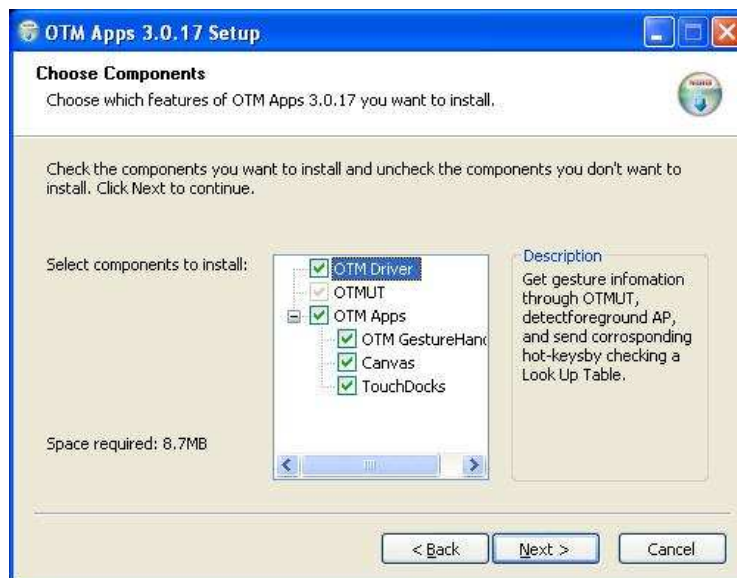 OTM Apps 3.0.17 Setup
Choose Components
Choose which features of OTM Apps 3.0.17 you want to install.
Check the components you want to install and uncheck the components you don't want to
install. Click Next to continue.
Select components to install:
OTM Driver
OTMUT
OTM Apps
OTM GestureHand
Canvas
TouchDocks
Space required: 8.7MB
Description
Get gesture infomation
through OTMUT,
detectforeground AP,
and send corrosponding
hot-keysby checking a
Look Up Table.
< Back
Next >
Cancel